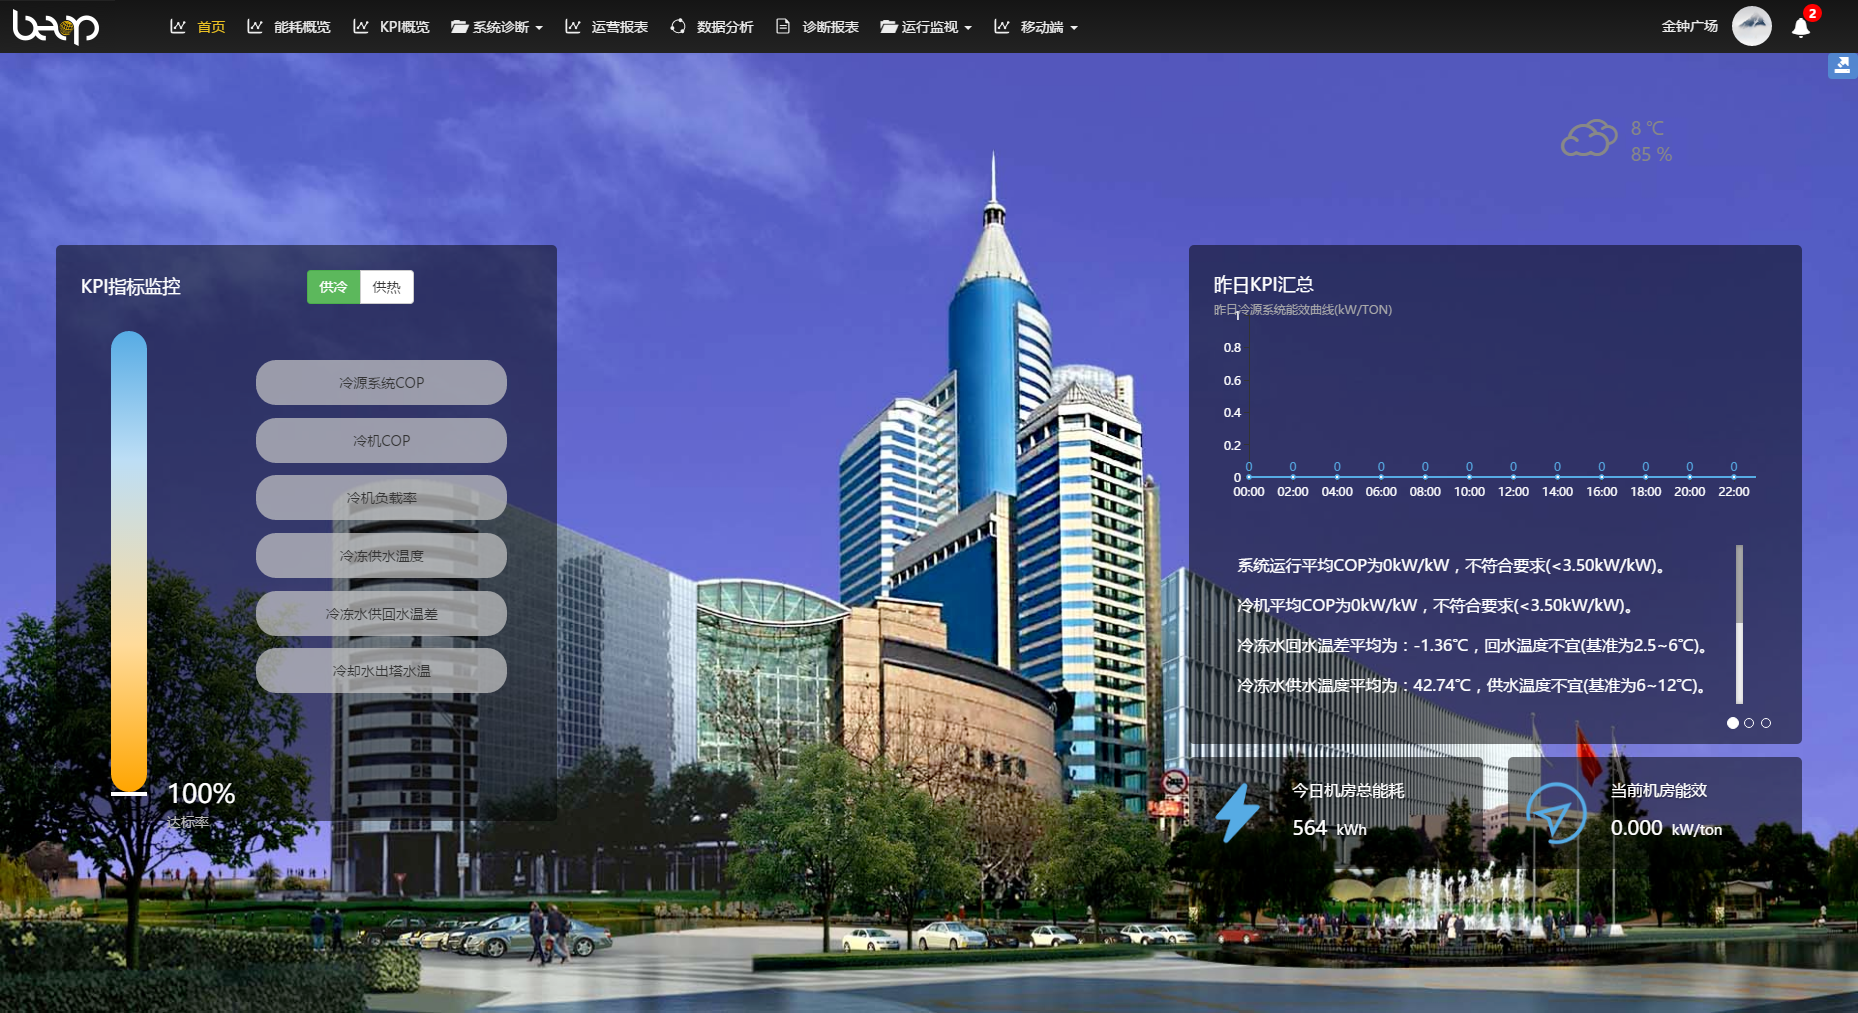 beop
首页
能耗概览
KPI概览
系统诊断
运营报表
数据分析
诊断报表
运行监视
移动端
金钟广场
2
8 ℃
85 %
KPI指标监控
供冷
供热
冷源系统COP
冷机COP
冷机负载率
冷冻供水温度
冷冻水供回水温差
冷却水出塔水温
100%
达标率
昨日KPI汇总
昨日冷源系统能效曲线(kW/TON)
1
0.8
0.6
0.4
0.2
0
0 0 0 0 0 0 0 0 0 0 0 0
00:00 02:00 04:00 06:00 08:00 10:00 12:00 14:00 16:00 18:00 20:00 22:00
系统运行平均COP为0kW/kW，不符合要求(<3.50kW/kW)。
冷机平均COP为0kW/kW，不符合要求(<3.50kW/kW)。
冷冻水回水温差平均为：-1.36℃，回水温度不宜(基准为2.5~6℃)。
冷冻水供水温度平均为：42.74℃，供水温度不宜(基准为6~12℃)。
今日机房总能耗
564 kWh
当前机房能效
0.000 kW/ton